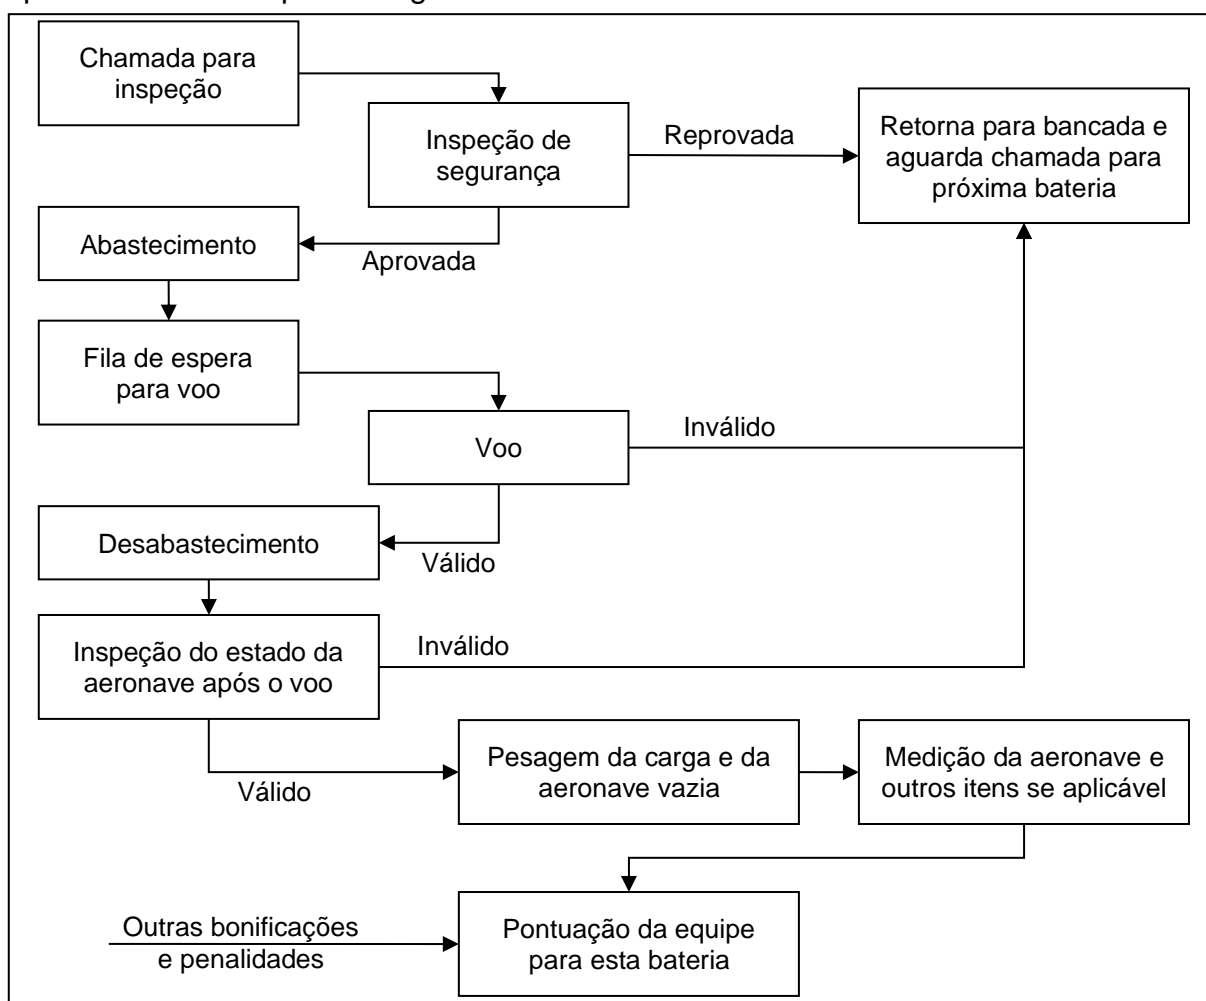 Chamada para
inspeção
Inspeção de
segurança
Reprovada
Retorna para bancada e
aguarda chamada para
próxima bateria
Abastecimento
Aprovada
Fila de espera
para voo
Voo
Inválido
Desabastecimento
Válido
Inspeção do estado da
aeronave após o voo
Inválido
Válido
Pesagem da carga e da
aeronave vazia
Medição da aeronave e
outros itens se aplicável
Outras bonificações
e penalidades
Pontuação da equipe
para esta bateria